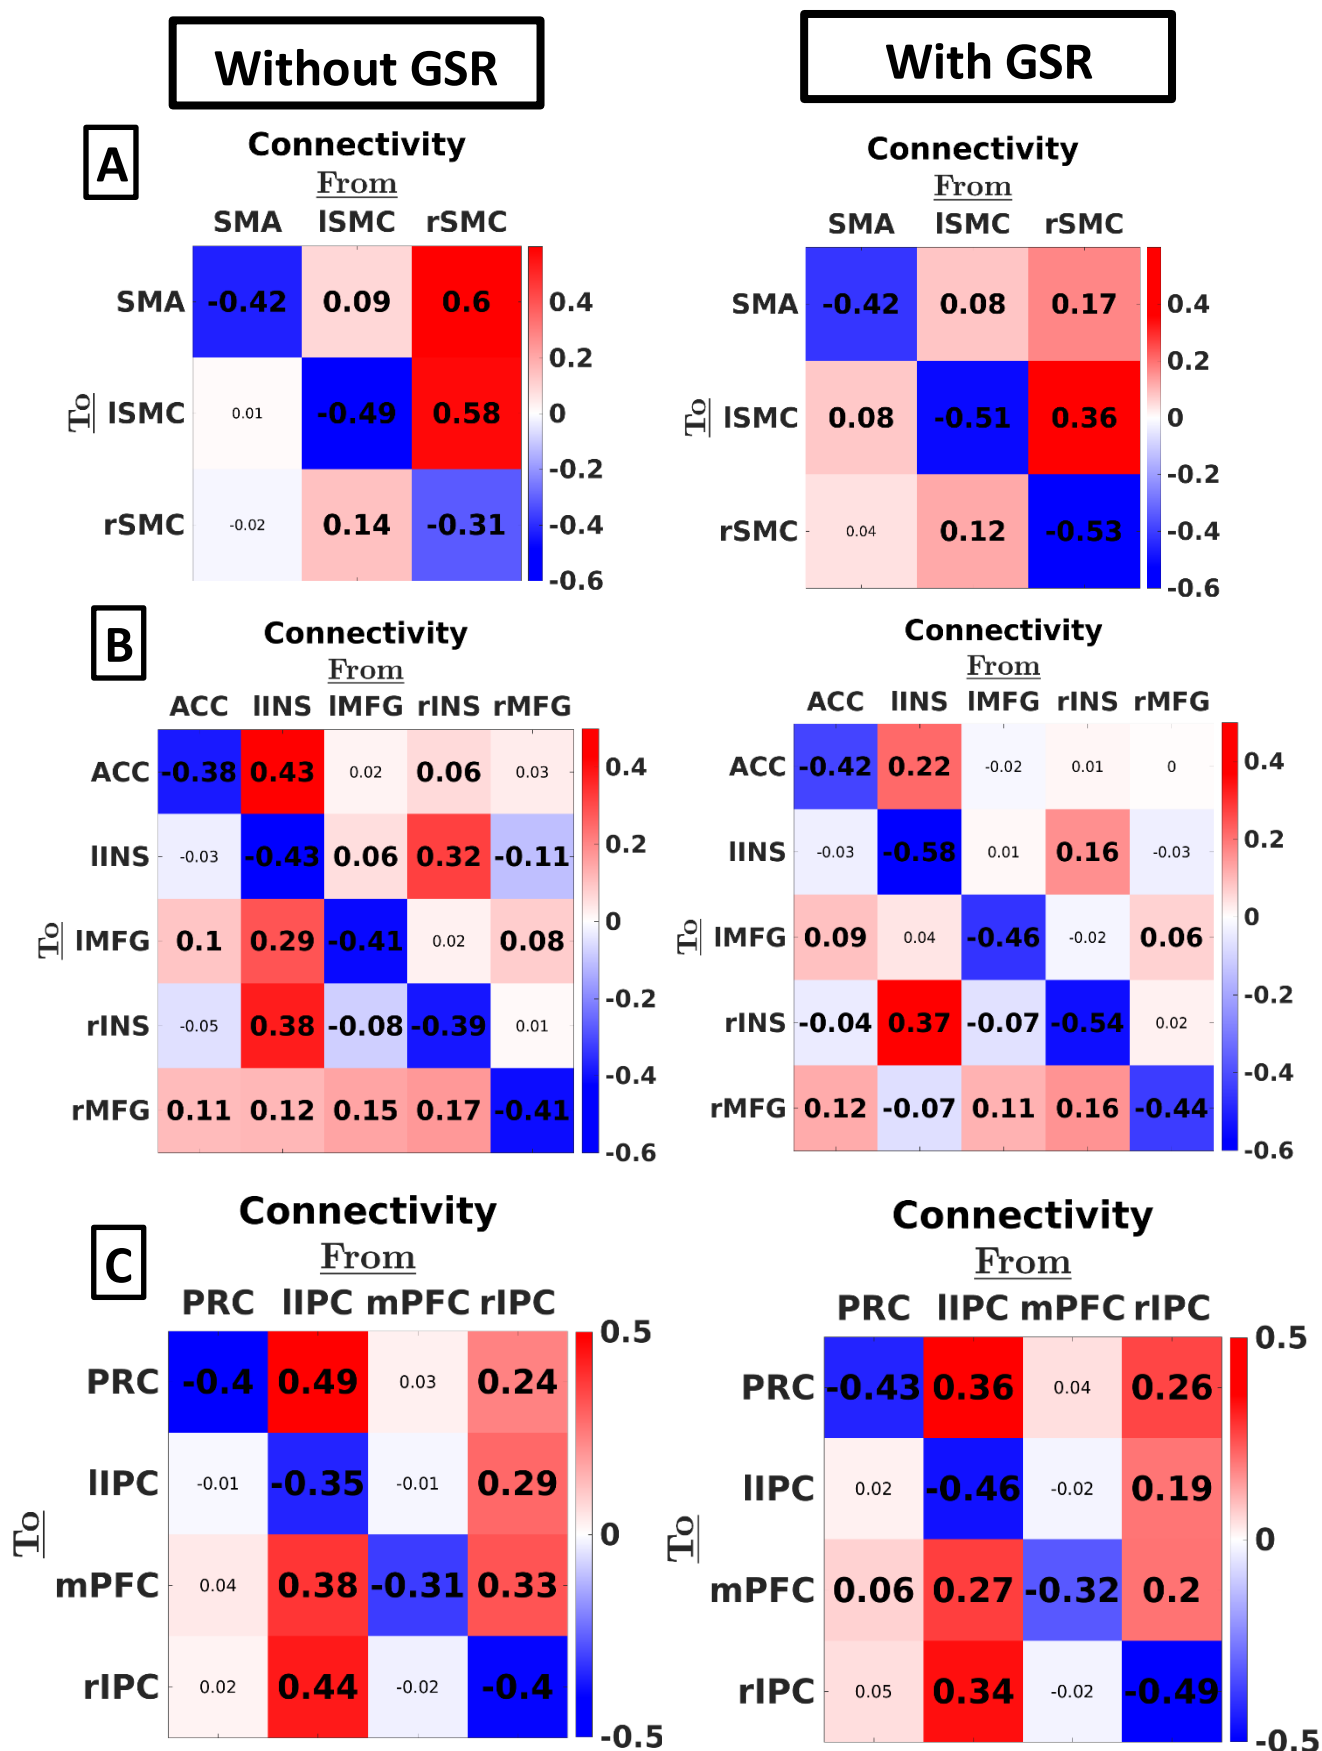 Without GSR
With GSR
A
Connectivity
From
SMA lSMC rSMC
To
SMA -0.42 0.09 0.6
lSMC 0.01 -0.49 0.58
rSMC -0.02 0.14 -0.31
0.4
0.2
0
-0.2
-0.4
-0.6
Connectivity
From
SMA lSMC rSMC
To
SMA -0.42 0.08 0.17
lSMC 0.08 -0.51 0.36
rSMC 0.04 0.12 -0.53
0.4
0.2
0
-0.2
-0.4
-0.6
B
Connectivity
From
ACC lINS lMFG rINS rMFG
To
ACC -0.38 0.43 0.02 0.06 0.03
lINS -0.03 -0.43 0.06 0.32 -0.11
lMFG 0.1 0.29 -0.41 0.02 0.08
rINS -0.05 0.38 -0.08 -0.39 0.01
rMFG 0.11 0.12 0.15 0.17 -0.41
0.4
0.2
0
-0.2
-0.4
-0.6
Connectivity
From
ACC lINS lMFG rINS rMFG
To
ACC -0.42 0.22 -0.02 0.01 0
lINS -0.03 -0.58 0.01 0.16 -0.03
lMFG 0.09 0.04 -0.46 -0.02 0.06
rINS -0.04 0.37 -0.07 -0.54 0.02
rMFG 0.12 -0.07 0.11 0.16 -0.44
0.4
0.2
0
-0.2
-0.4
-0.6
C
Connectivity
From
PRC lIPC mPFC rIPC
To
PRC -0.4 0.49 0.03 0.24
lIPC -0.01 -0.35 -0.01 0.29
mPFC 0.04 0.38 -0.31 0.33
rIPC 0.02 0.44 -0.02 -0.4
0.5
0
-0.5
Connectivity
From
PRC lIPC mPFC rIPC
To
PRC -0.43 0.36 0.04 0.26
lIPC 0.02 -0.46 -0.02 0.19
mPFC 0.06 0.27 -0.32 0.2
rIPC 0.05 0.34 -0.02 -0.49
0.5
0
-0.5